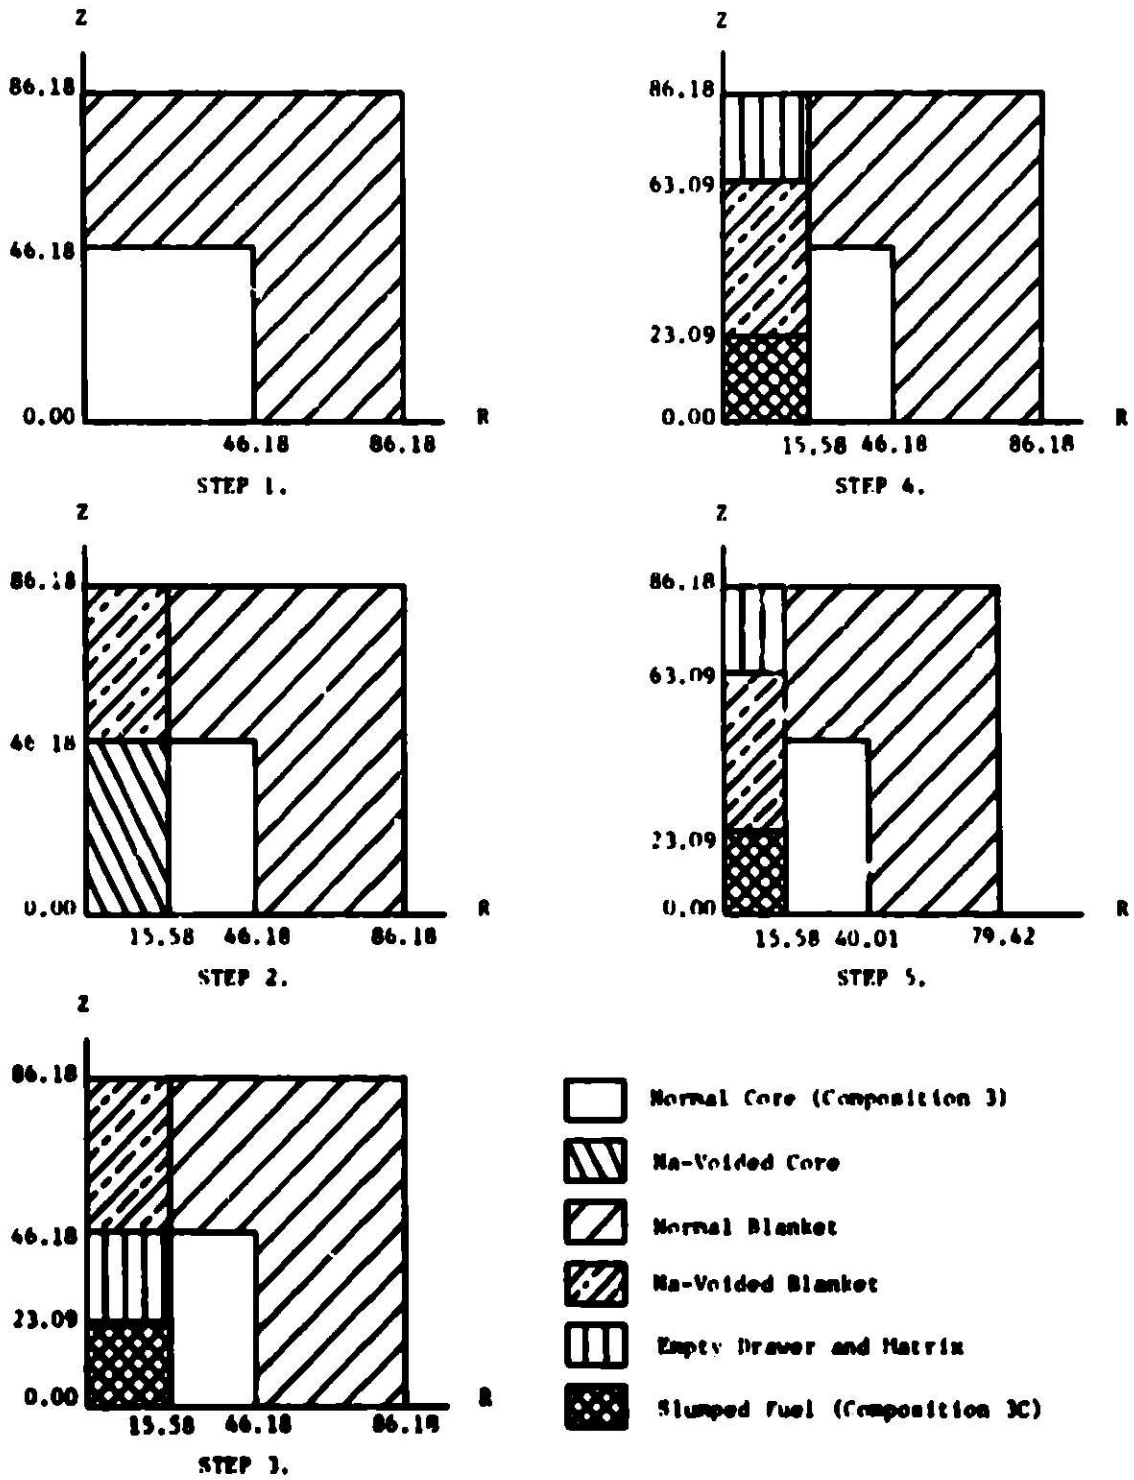 Z
86.18
46.18
0.00
46.18 86.18 R
STEP 1.
Z
86.18
63.09
23.09
0.00
15.58 46.18 86.18 R
STEP 4.
Z
86.18
46 18
0.00
15.58 46.18 86.18 R
STEP 2.
Z
86.18
63.09
23.09
0.00
15.58 40.01 79.42 R
STEP 5.
Z
86.18
46.18
23.09
0.00
15.58 46.18 86.18 R
STEP 3.
Normal Core (Composition 3)
Na-Voided Core
Normal Blanket
Na-Voided Blanket
Empty Drawer and Matrix
Slumped Fuel (Composition 3C)